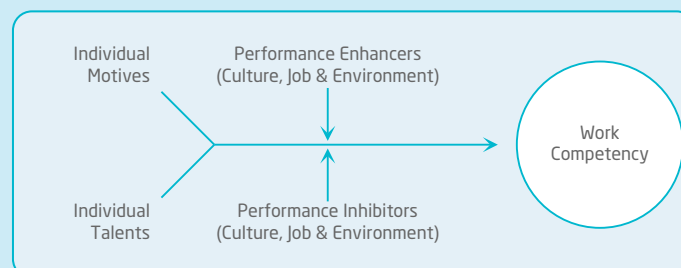 Individual
Motives
Performance Enhancers
(Culture, Job & Environment)
Work
Competency
Individual
Talents
Performance Inhibitors
(Culture, Job & Environment)